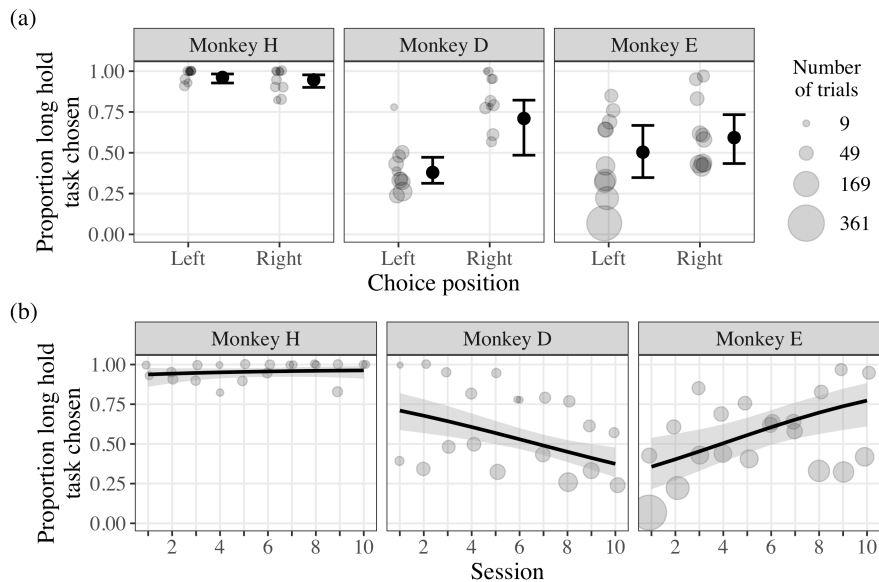 (a)
Monkey H Monkey D Monkey E
Proportion long hold
task chosen
1.00
0.75
0.50
0.25
0.00
Left Right Left Right Left Right
Choice position
Number
of trials
9
49
169
361
(b)
Monkey H Monkey D Monkey E
Proportion long hold
task chosen
1.00
0.75
0.50
0.25
0.00
2 4 6 8 10 2 4 6 8 10 2 4 6 8 10
Session